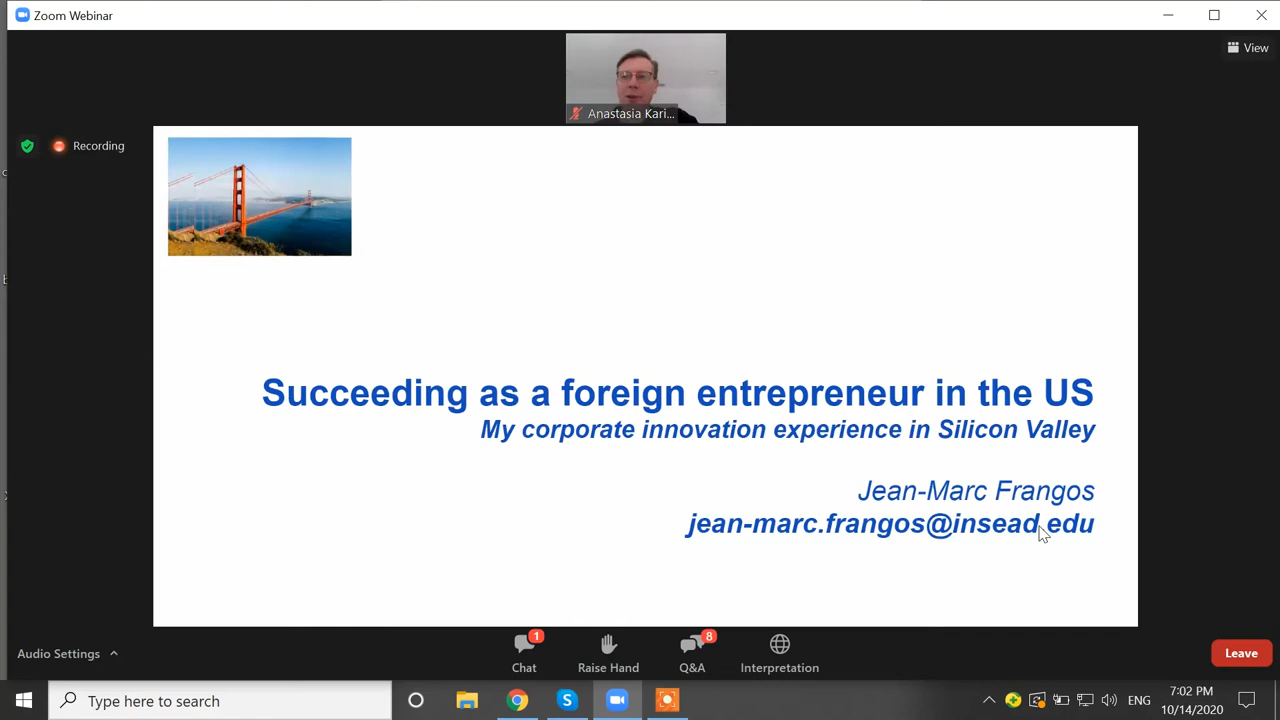 Zoom Webinar
View
Anastasia Kari...
Recording
Succeeding as a foreign entrepreneur in the US
My corporate innovation experience in Silicon Valley
Jean-Marc Frangos
jean-marc.frangos@insead.edu
Audio Settings
1
Chat
Raise Hand
8
Q&A
Interpretation
Leave
Type here to search
ENG
7:02 PM
10/14/2020